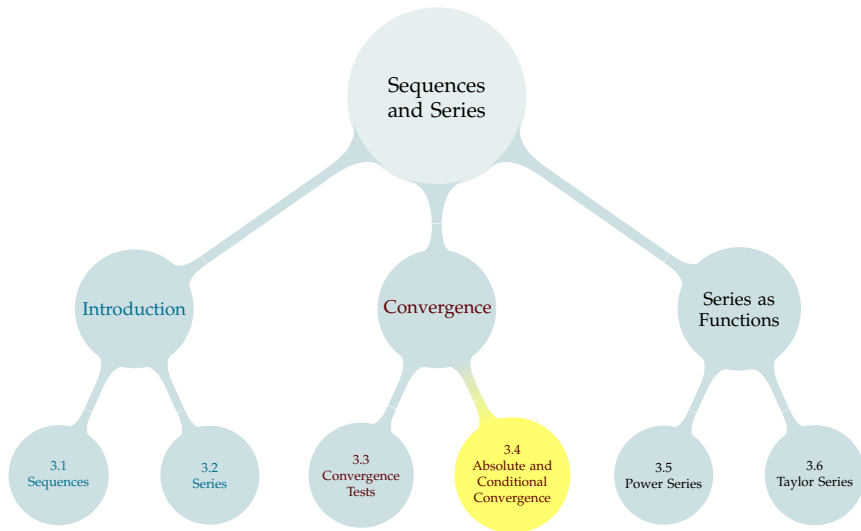 Sequences
and Series
Introduction
Convergence
Series as
Functions
3.1
Sequences
3.2
Series
3.3
Convergence
Tests
3.4
Absolute and
Conditional
Convergence
3.5
Power Series
3.6
Taylor Series